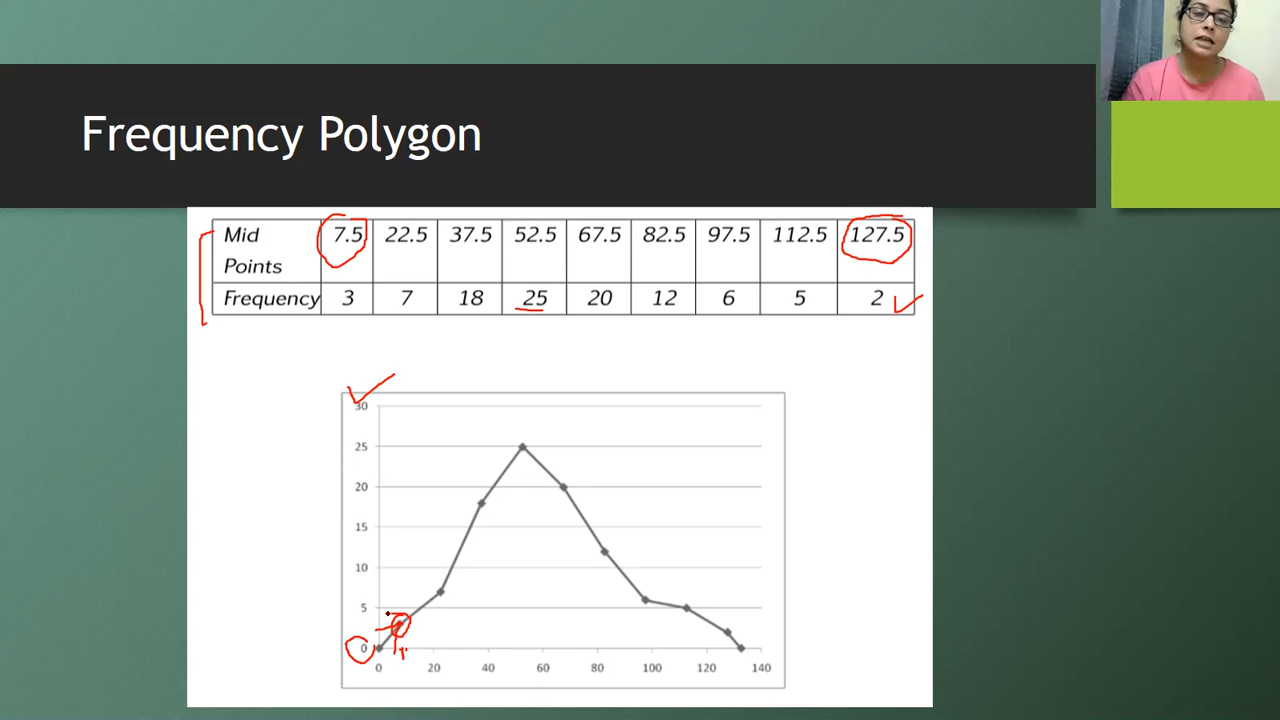 Frequency Polygon
Mid Points 7.5 22.5 37.5 52.5 67.5 82.5 97.5 112.5 127.5
Frequency 3 7 18 25 20 12 6 5 2
30
25
20
15
10
5
0
0 20 40 60 80 100 120 140